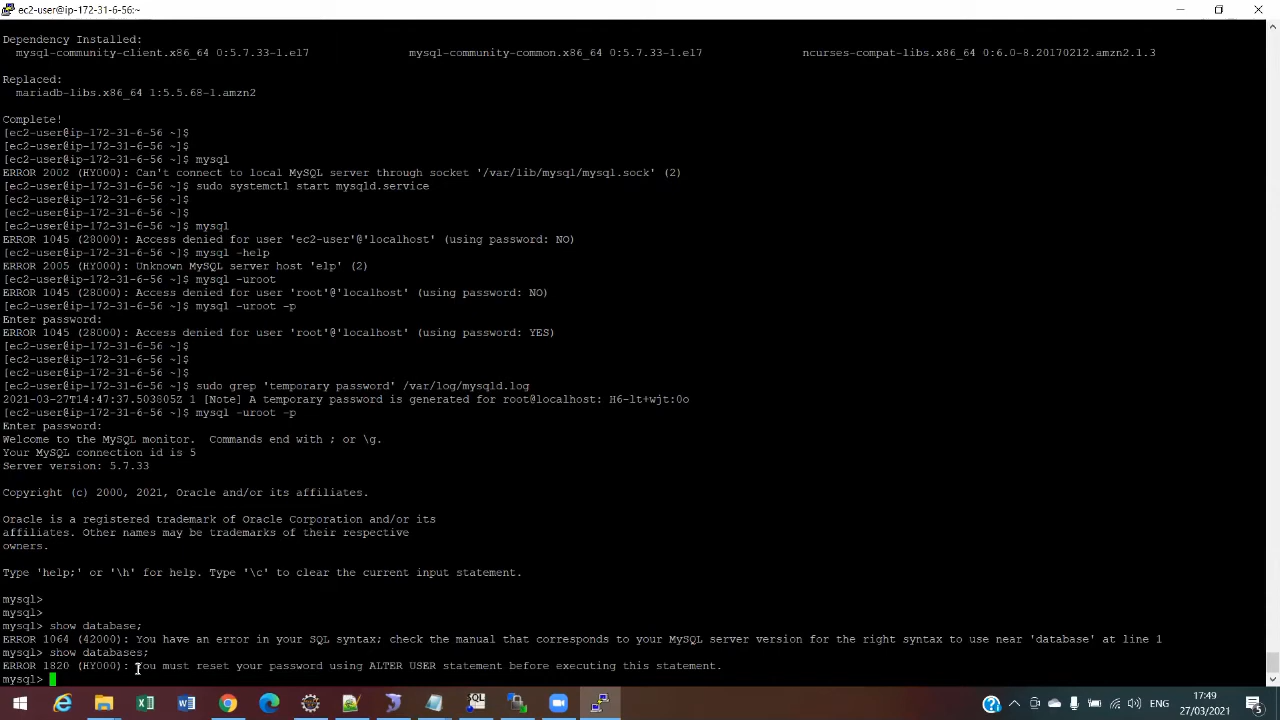 ec2-user@ip-172-31-6-56:~
Dependency Installed:
mysql-community-client.x86_64 0:5.7.33-1.el7 mysql-community-common.x86_64 0:5.7.33-1.el7 ncurses-compat-libs.x86_64 0:6.0-8.20170212.amzn2.1.3
Replaced:
mariadb-libs.x86_64 1:5.5.68-1.amzn2
Complete!
[ec2-user@ip-172-31-6-56 ~]$
[ec2-user@ip-172-31-6-56 ~]$
[ec2-user@ip-172-31-6-56 ~]$ mysql
ERROR 2002 (HY000): Can't connect to local MySQL server through socket '/var/lib/mysql/mysql.sock' (2)
[ec2-user@ip-172-31-6-56 ~]$ sudo systemctl start mysqld.service
[ec2-user@ip-172-31-6-56 ~]$
[ec2-user@ip-172-31-6-56 ~]$
[ec2-user@ip-172-31-6-56 ~]$ mysql
ERROR 1045 (28000): Access denied for user 'ec2-user'@'localhost' (using password: NO)
[ec2-user@ip-172-31-6-56 ~]$ mysql -help
ERROR 2005 (HY000): Unknown MySQL server host 'elp' (2)
[ec2-user@ip-172-31-6-56 ~]$ mysql -uroot
ERROR 1045 (28000): Access denied for user 'root'@'localhost' (using password: NO)
[ec2-user@ip-172-31-6-56 ~]$ mysql -uroot -p
Enter password:
ERROR 1045 (28000): Access denied for user 'root'@'localhost' (using password: YES)
[ec2-user@ip-172-31-6-56 ~]$
[ec2-user@ip-172-31-6-56 ~]$
[ec2-user@ip-172-31-6-56 ~]$
[ec2-user@ip-172-31-6-56 ~]$ sudo grep 'temporary password' /var/log/mysqld.log
2021-03-27T14:47:37.503805Z 1 [Note] A temporary password is generated for root@localhost: H6-lt+wjt:0o
[ec2-user@ip-172-31-6-56 ~]$ mysql -uroot -p
Enter password:
Welcome to the MySQL monitor.  Commands end with ; or \g.
Your MySQL connection id is 5
Server version: 5.7.33
Copyright (c) 2000, 2021, Oracle and/or its affiliates.
Oracle is a registered trademark of Oracle Corporation and/or its
affiliates. Other names may be trademarks of their respective
owners.
Type 'help;' or '\h' for help. Type '\c' to clear the current input statement.
mysql>
mysql>
mysql> show database;
ERROR 1064 (42000): You have an error in your SQL syntax; check the manual that corresponds to your MySQL server version for the right syntax to use near 'database' at line 1
mysql> show databases;
ERROR 1820 (HY000): You must reset your password using ALTER USER statement before executing this statement.
mysql>
17:49
27/03/2021